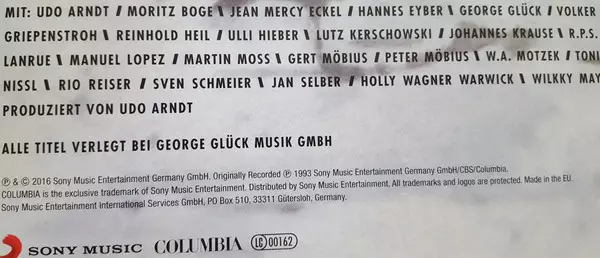 MIT: UDO ARNDT / MORITZ BOGE / JEAN MERCY ECKEL / HANNES EYBER / GEORGE GLÜCK / VOLKER
GRIEPENSTROH / REINHOLD HEIL / ULLI HIEBER / LUTZ KERSCHOWSKI / JOHANNES KRAUSE / R.P.S.
LANRUE / MANUEL LOPEZ / MARTIN MOSS / GERT MÖBIUS / PETER MÖBIUS / W.A. MOTZEK / TONI
NISSL / RIO REISER / SVEN SCHMEIER / JAN SELBER / HOLLY WAGNER WARWICK / WILKKY MAY
PRODUZIERT VON UDO ARNDT
ALLE TITEL VERLEGT BEI GEORGE GLÜCK MUSIK GMBH
℗ & © 2016 Sony Music Entertainment Germany GmbH. Originally Recorded ℗ 1993 Sony Music Entertainment Germany GmbH/CBS/Columbia.
COLUMBIA is the exclusive trademark of Sony Music Entertainment. Distributed by Sony Music Entertainment. All trademarks and logos are protected. Made in the EU.
Sony Music Entertainment International Services GmbH, PO Box 510, 33311 Gütersloh, Germany.
SONY MUSIC COLUMBIA LC 00162